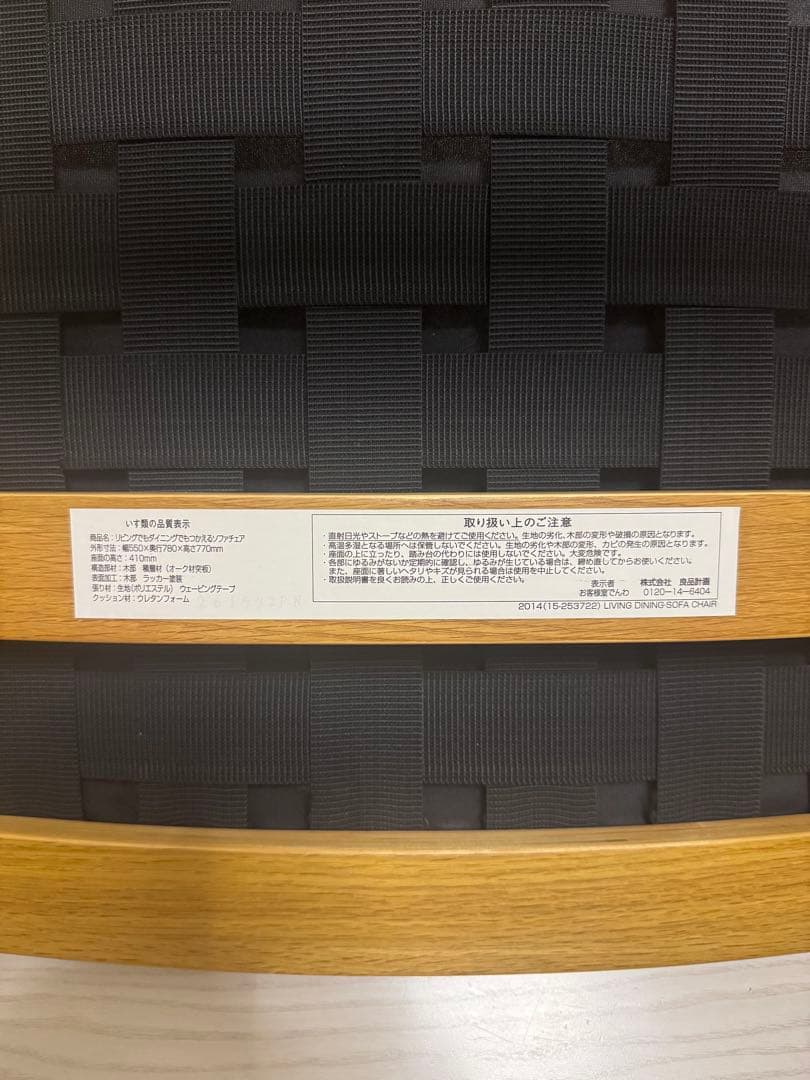 いす類の品質表示
商品名：リビングでもダイニングでもつかえるソファチェア
外形寸法：幅550×奥行780×高さ770mm
座面の高さ：410mm
構造部材：木部　積層材（オーク材突板）
表面加工：木部　ラッカー塗装
張り材：生地（ポリエステル）　ウェービングテープ
クッション材：ウレタンフォーム
取り扱い上のご注意
・直射日光やストーブなどの熱を避けてご使用ください。生地の劣化、木部の変形や破損の原因となります。
・高温多湿となる場所へは保管しないでください。生地の劣化や木部の変形、カビの発生の原因となります。
・座面の上に立ったり、踏み台の代わりには使用しないでください。大変危険です。
・各部にゆるみがないか定期的に確認し、ゆるみが生じている場合は、締め直してからお使いください。
また、座面に著しいヘタリやキズが見られる場合は使用を中止してください。
・取扱説明書を良くお読みの上、正しくご使用ください。
表示者　株式会社　良品計画
お客様室でんわ　0120−14−6404
2014(15-253722) LIVING DINING-SOFA CHAIR